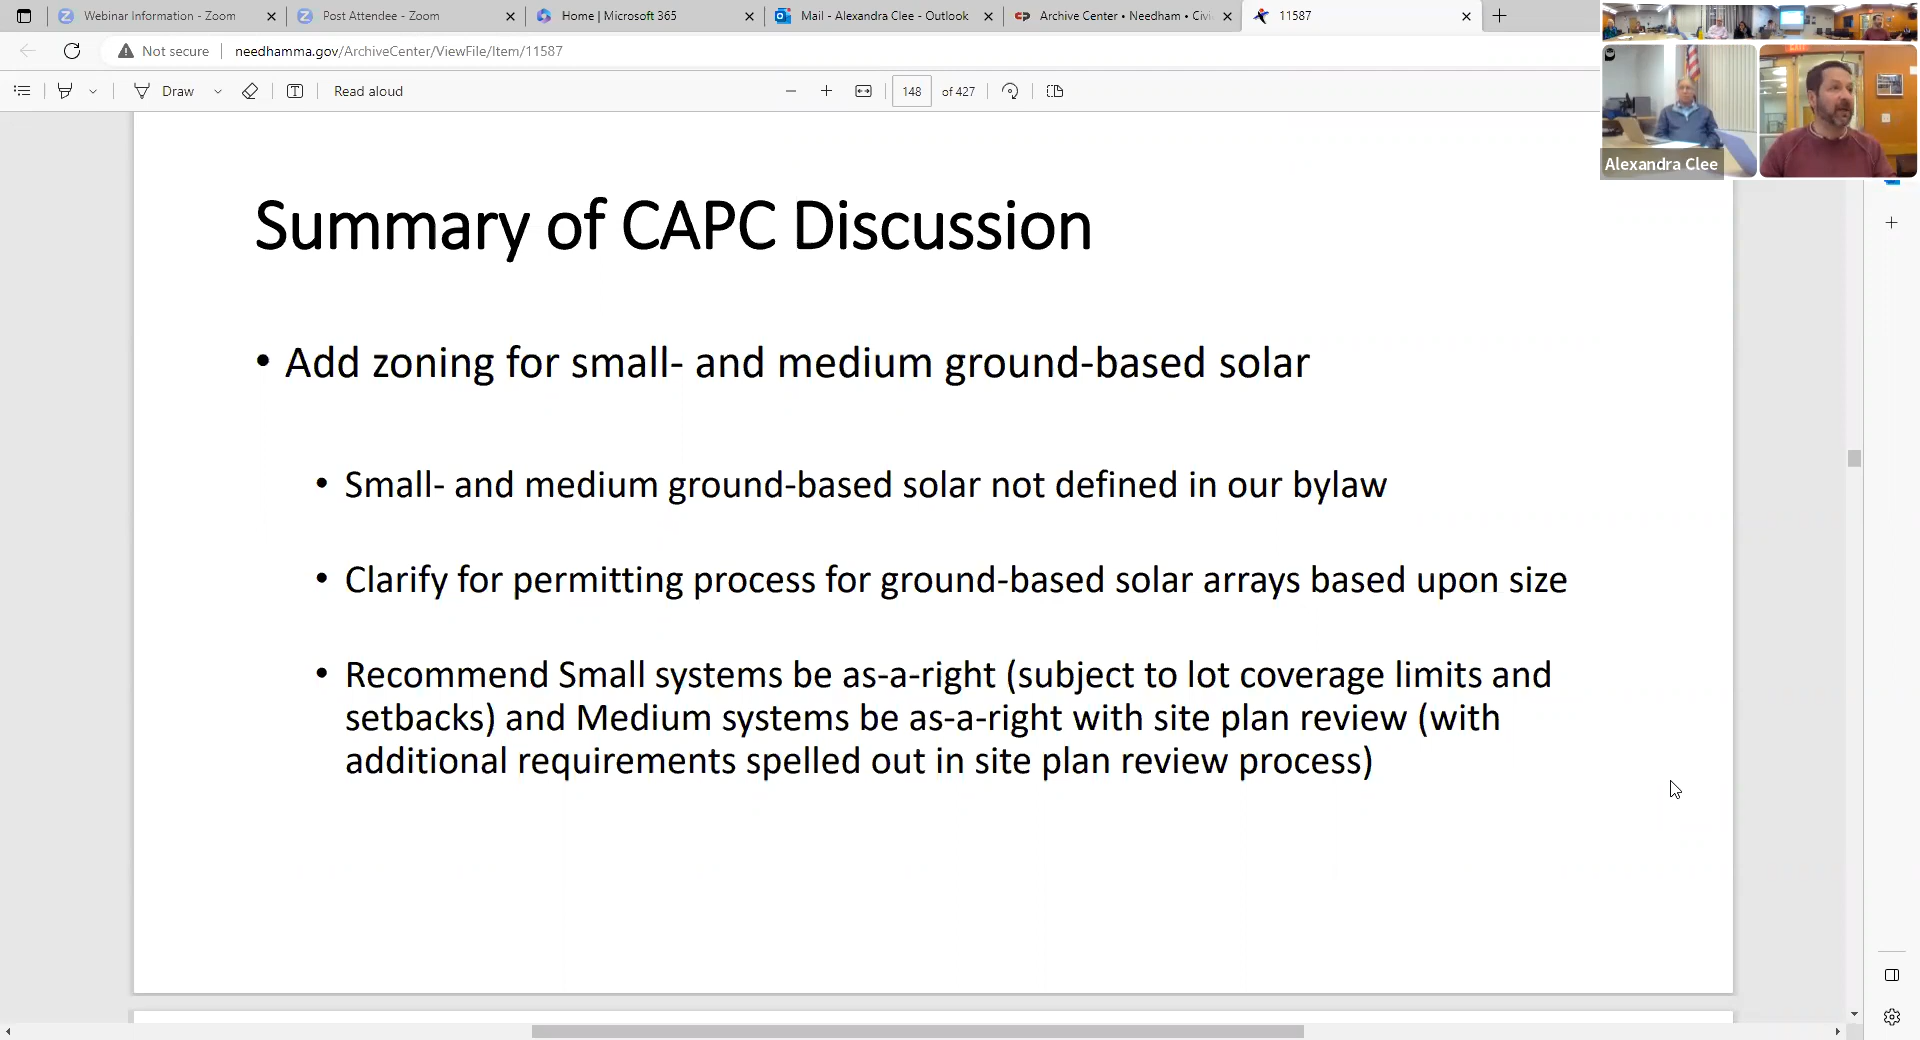 Webinar Information - Zoom
Post Attendee - Zoom
Home | Microsoft 365
Mail - Alexandra Clee - Outlook
Archive Center • Needham • Civi
11587
Not secure
needhamma.gov/ArchiveCenter/ViewFile/Item/11587
Draw
Read aloud
148 of 427
Alexandra Clee
Summary of CAPC Discussion
• Add zoning for small- and medium ground-based solar
• Small- and medium ground-based solar not defined in our bylaw
• Clarify for permitting process for ground-based solar arrays based upon size
• Recommend Small systems be as-a-right (subject to lot coverage limits and
setbacks) and Medium systems be as-a-right with site plan review (with
additional requirements spelled out in site plan review process)